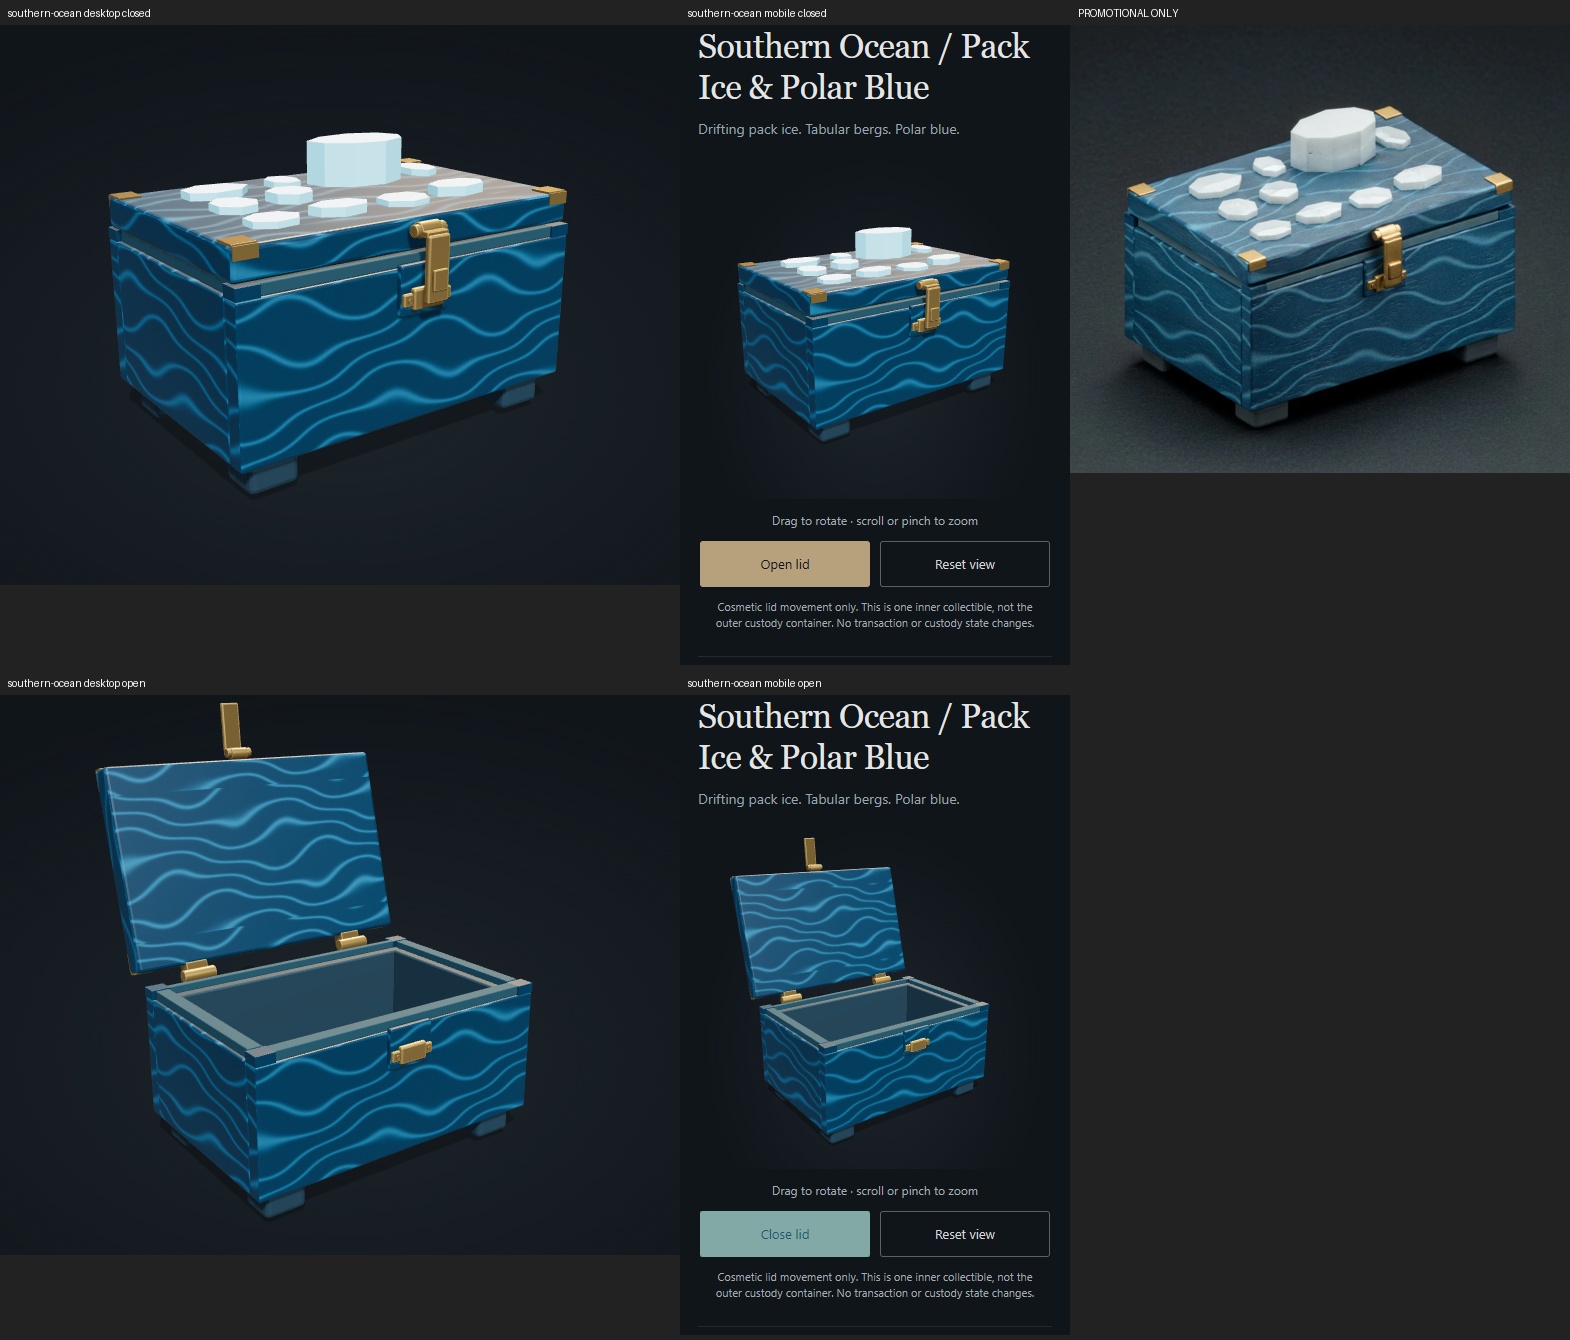 southern-ocean desktop closed
southern-ocean mobile closed
PROMOTIONAL ONLY
Southern Ocean / Pack
Ice & Polar Blue
Drifting pack ice. Tabular bergs. Polar blue.
Drag to rotate · scroll or pinch to zoom
Open lid
Reset view
Cosmetic lid movement only. This is one inner collectible, not the
outer custody container. No transaction or custody state changes.
southern-ocean desktop open
southern-ocean mobile open
Southern Ocean / Pack
Ice & Polar Blue
Drifting pack ice. Tabular bergs. Polar blue.
Drag to rotate · scroll or pinch to zoom
Close lid
Reset view
Cosmetic lid movement only. This is one inner collectible, not the
outer custody container. No transaction or custody state changes.